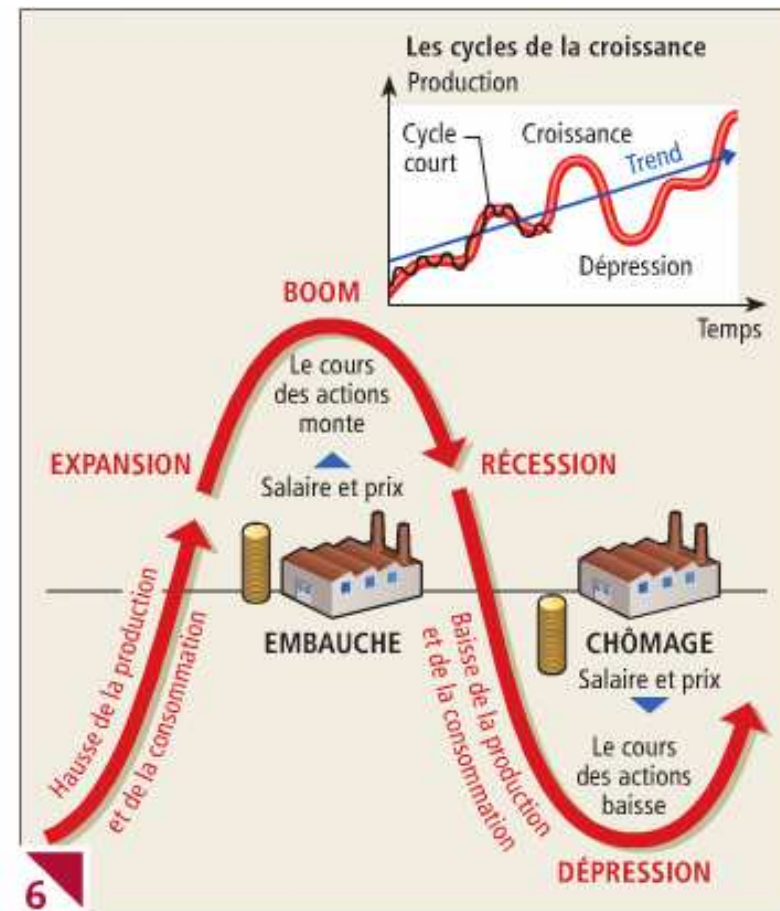 Les cycles de la croissance
Production
Cycle
court
Croissance
Trend
Dépression
Temps
BOOM
Le cours
des actions
monte
EXPANSION
RÉCESSION
Salaire et prix
EMBAUCHE
CHÔMAGE
Salaire et prix
Hausse de la production
et de la consommation
Baisse de la production
et de la consommation
Le cours
des actions
baisse
DÉPRESSION
6